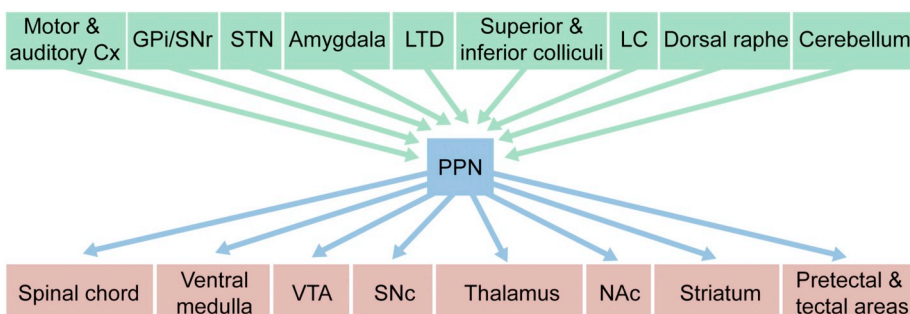 Motor &
auditory Cx
GPi/SNr
STN
Amygdala
LTD
Superior &
inferior colliculi
LC
Dorsal raphe
Cerebellum
PPN
Spinal chord
Ventral
medulla
VTA
SNc
Thalamus
NAc
Striatum
Pretectal &
tectal areas